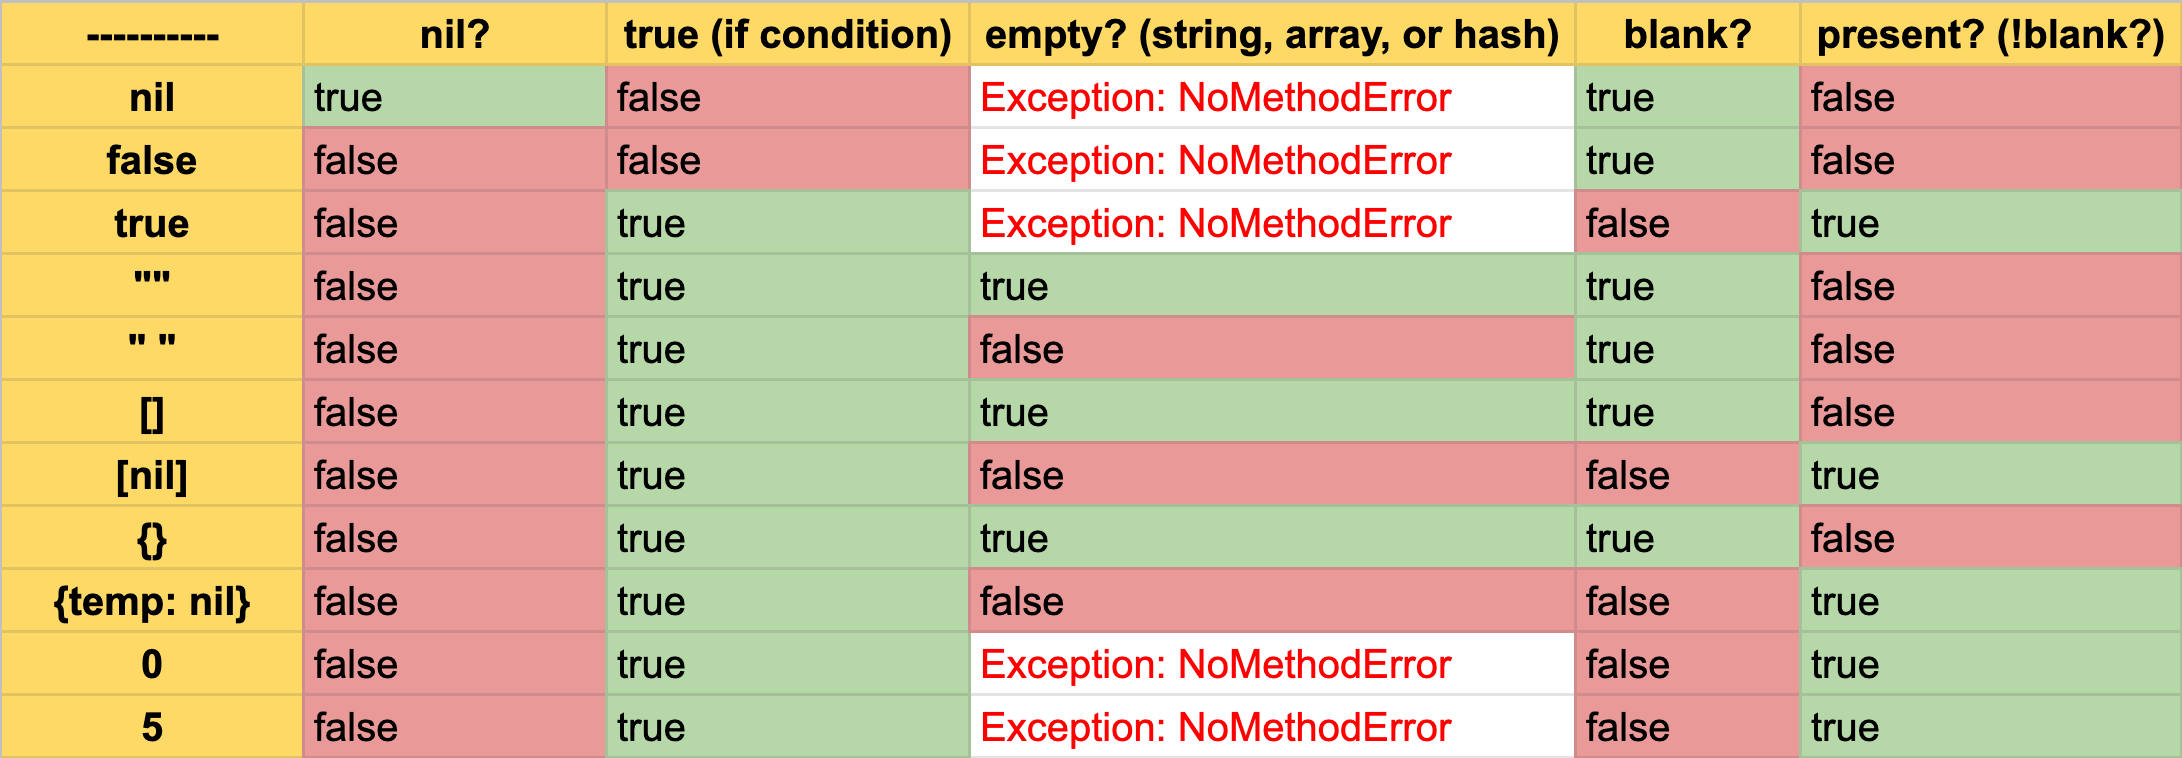 ---------- nil? true (if condition) empty? (string, array, or hash) blank? present? (!blank?)
nil true false Exception: NoMethodError true false
false false false Exception: NoMethodError true false
true false true Exception: NoMethodError false true
"" false true true true false
" " false true false true false
[] false true true true false
[nil] false true false false true
{} false true true true false
{temp: nil} false true false false true
0 false true Exception: NoMethodError false true
5 false true Exception: NoMethodError false true